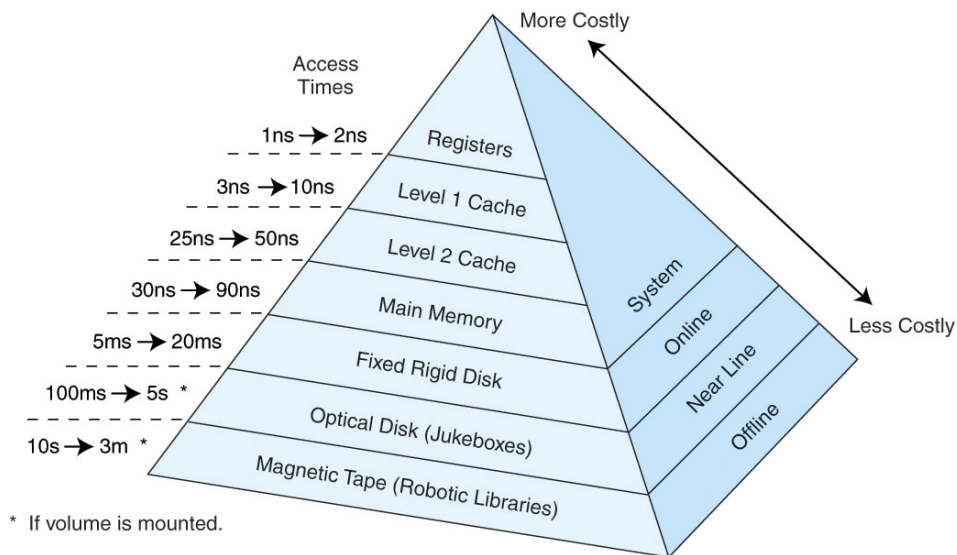 More Costly
Access
Times
1ns → 2ns
Registers
3ns → 10ns
Level 1 Cache
25ns → 50ns
Level 2 Cache
30ns → 90ns
Main Memory
5ms → 20ms
Fixed Rigid Disk
100ms → 5s *
Optical Disk (Jukeboxes)
10s → 3m *
Magnetic Tape (Robotic Libraries)
System
Online
Near Line
Offline
Less Costly
* If volume is mounted.